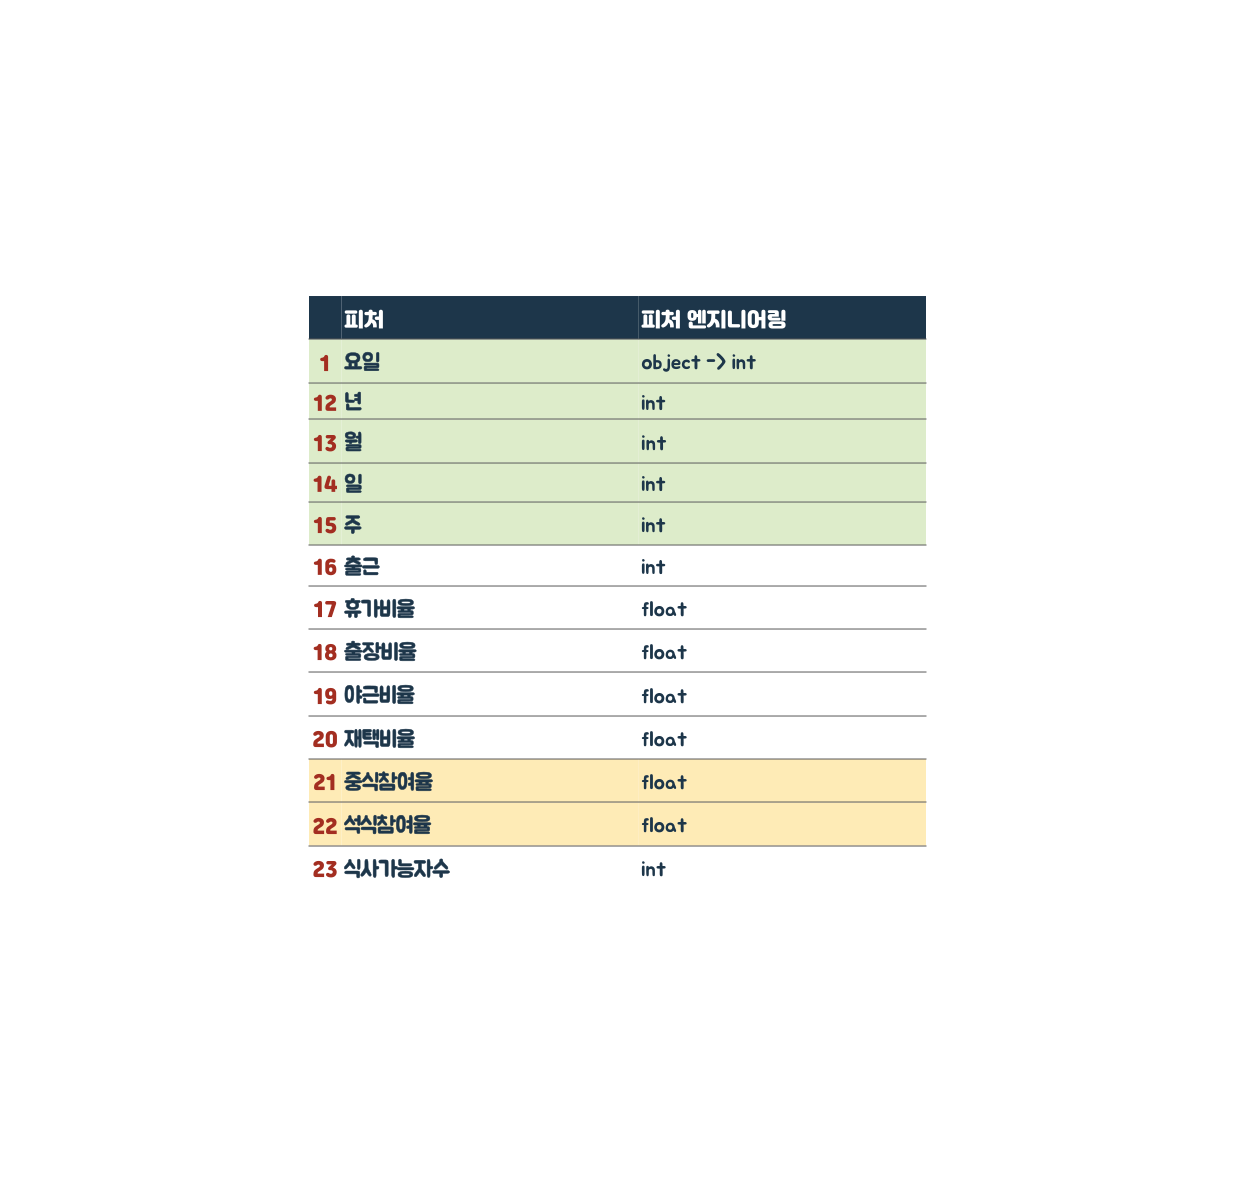 피처 피처 엔지니어링
1 요일 object -> int
12 년 int
13 월 int
14 일 int
15 주 int
16 출근 int
17 휴가비율 float
18 출장비율 float
19 야근비율 float
20 재택비율 float
21 중식참여율 float
22 석식참여율 float
23 식사가능자수 int